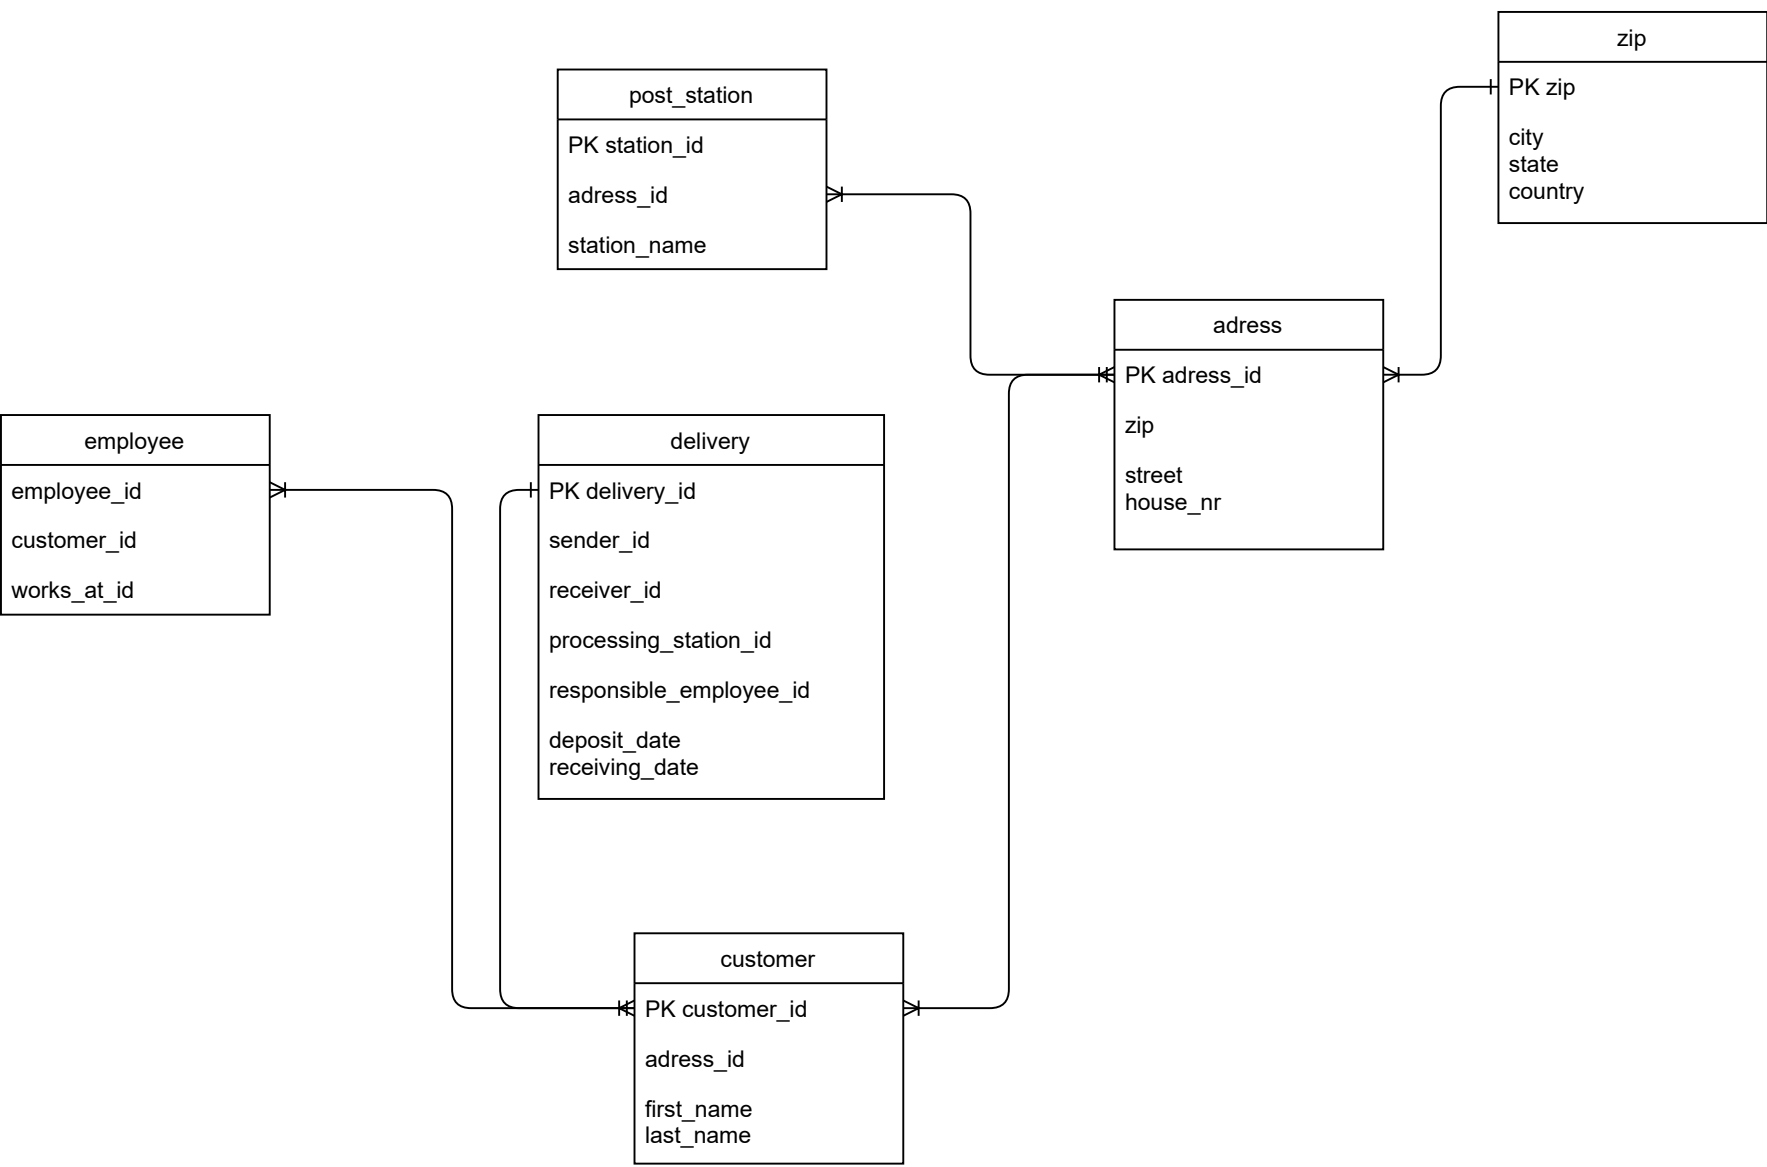 zip
PK zip
city
state
country
post_station
PK station_id
adress_id
station_name
adress
PK adress_id
zip
street
house_nr
employee
employee_id
customer_id
works_at_id
delivery
PK delivery_id
sender_id
receiver_id
processing_station_id
responsible_employee_id
deposit_date
receiving_date
customer
PK customer_id
adress_id
first_name
last_name